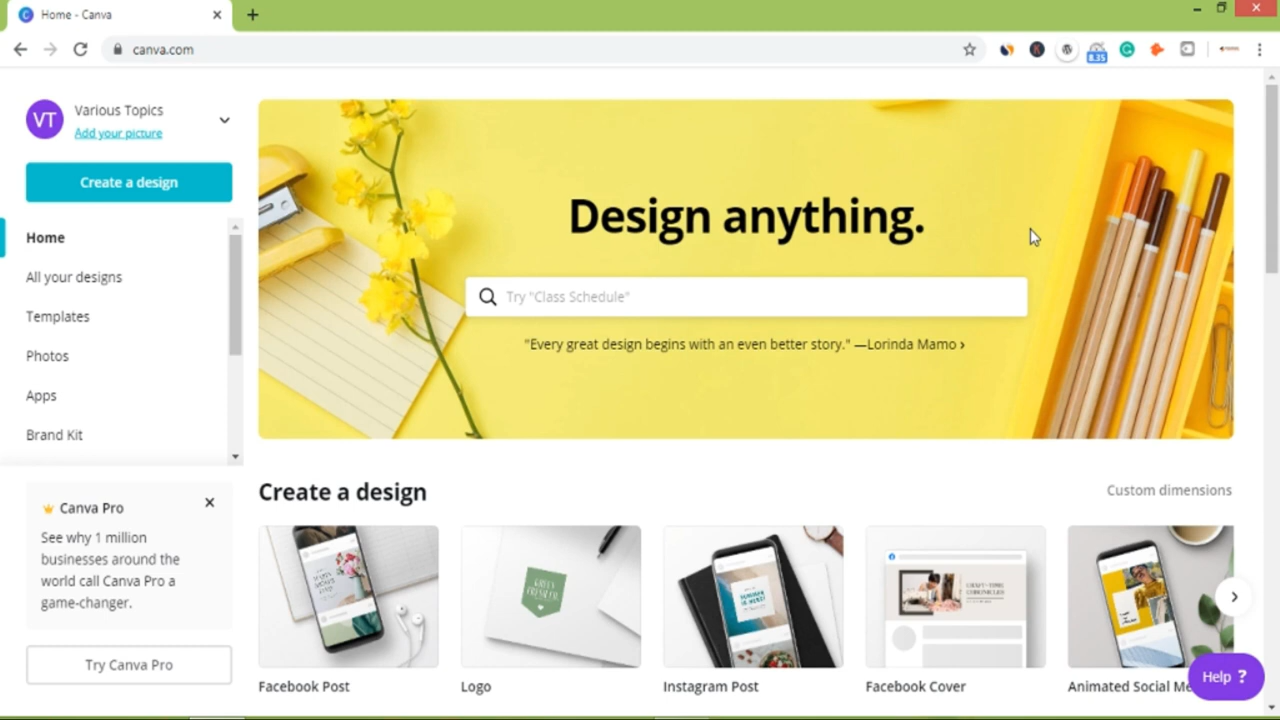 Home - Canva
canva.com
8.35
VT
Various Topics
Add your picture
Create a design
Home
All your designs
Templates
Photos
Apps
Brand Kit
Canva Pro
See why 1 million
businesses around the
world call Canva Pro a
game-changer.
Try Canva Pro
Design anything.
Try "Class Schedule"
"Every great design begins with an even better story." —Lorinda Mamo ›
Create a design
Custom dimensions
Facebook Post
Logo
Instagram Post
Facebook Cover
Animated Social Me
Help ?